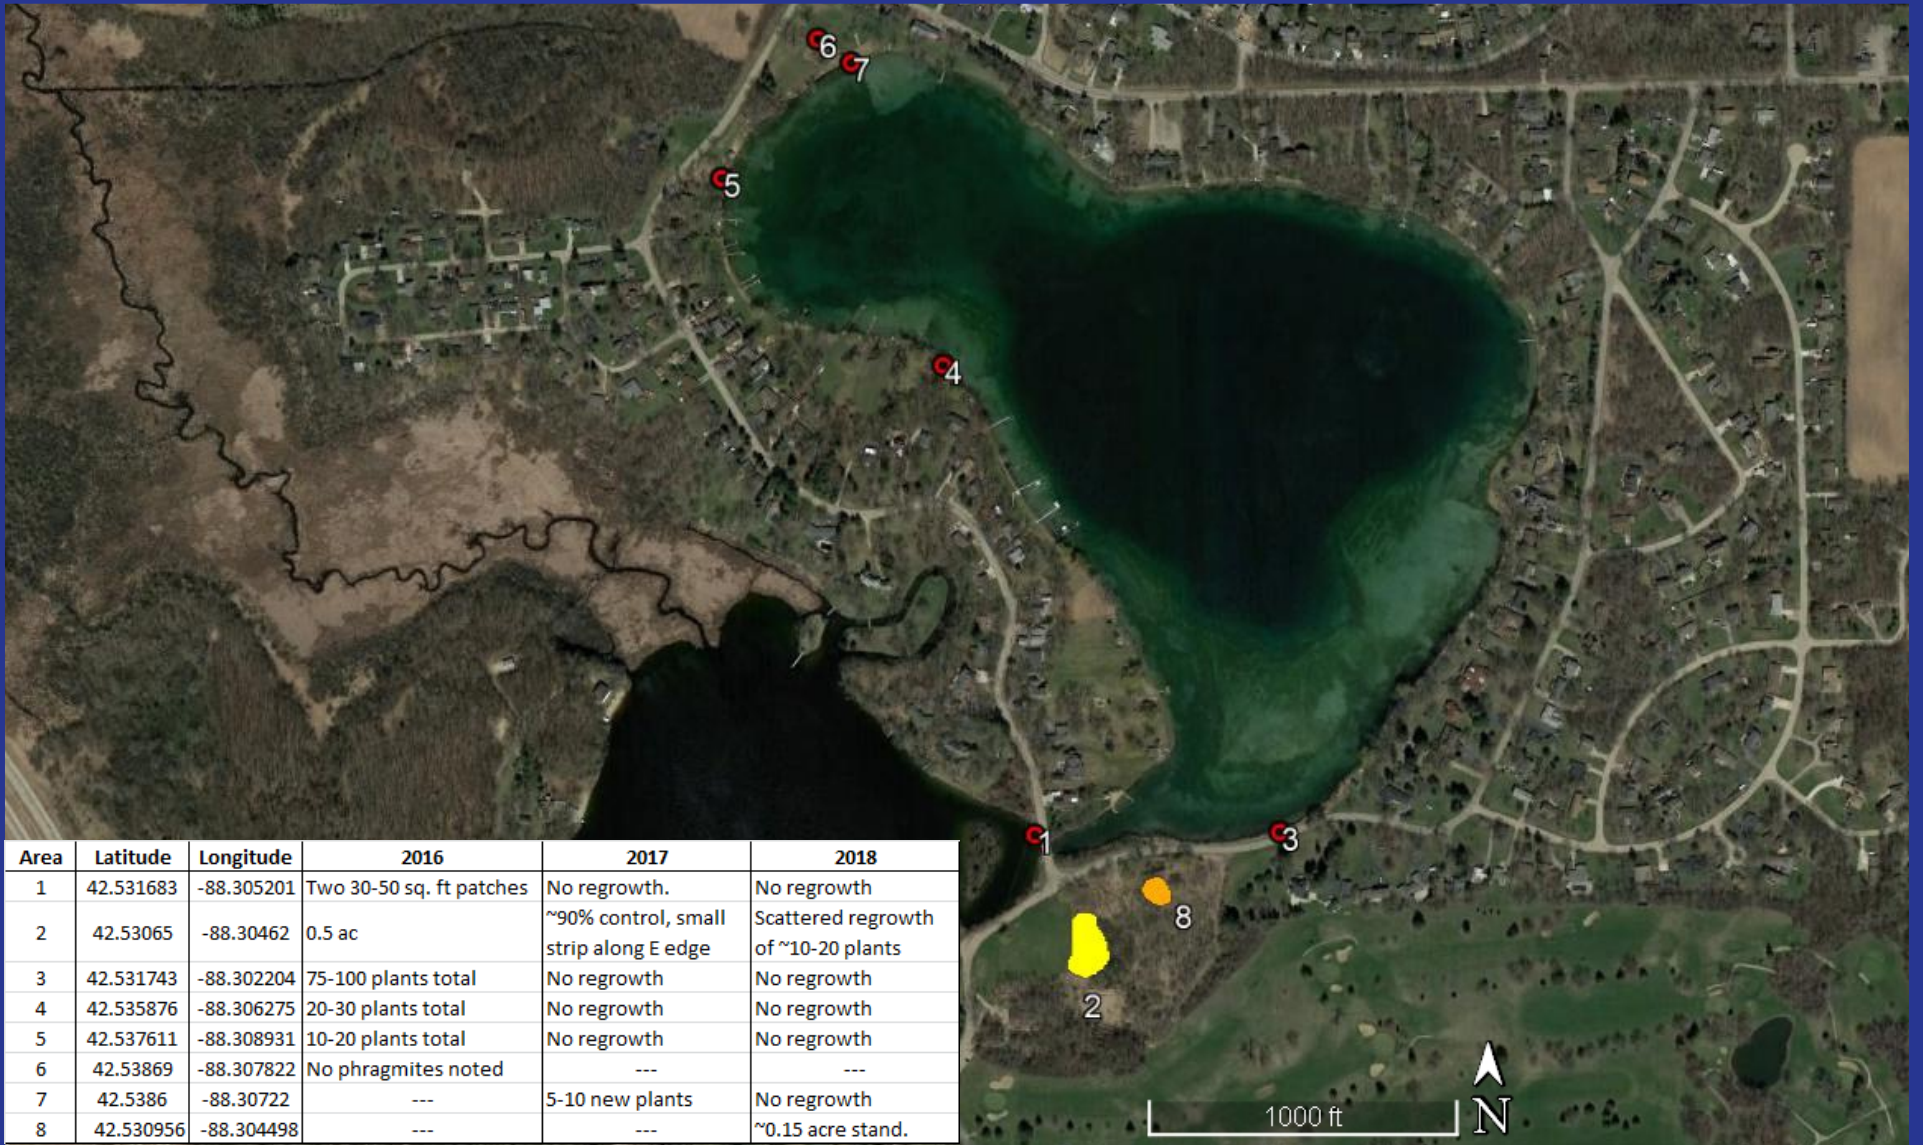 6
7
5
4
1
3
8
2
1000 ft
N
Area Latitude Longitude 2016 2017 2018
1 42.531683 -88.305201 Two 30-50 sq. ft patches No regrowth. No regrowth
2 42.53065 -88.30462 0.5 ac ~90% control, small strip along E edge Scattered regrowth of ~10-20 plants
3 42.531743 -88.302204 75-100 plants total No regrowth No regrowth
4 42.535876 -88.306275 20-30 plants total No regrowth No regrowth
5 42.537611 -88.308931 10-20 plants total No regrowth No regrowth
6 42.53869 -88.307822 No phragmites noted --- ---
7 42.5386 -88.30722 --- 5-10 new plants No regrowth
8 42.530956 -88.304498 --- --- ~0.15 acre stand.